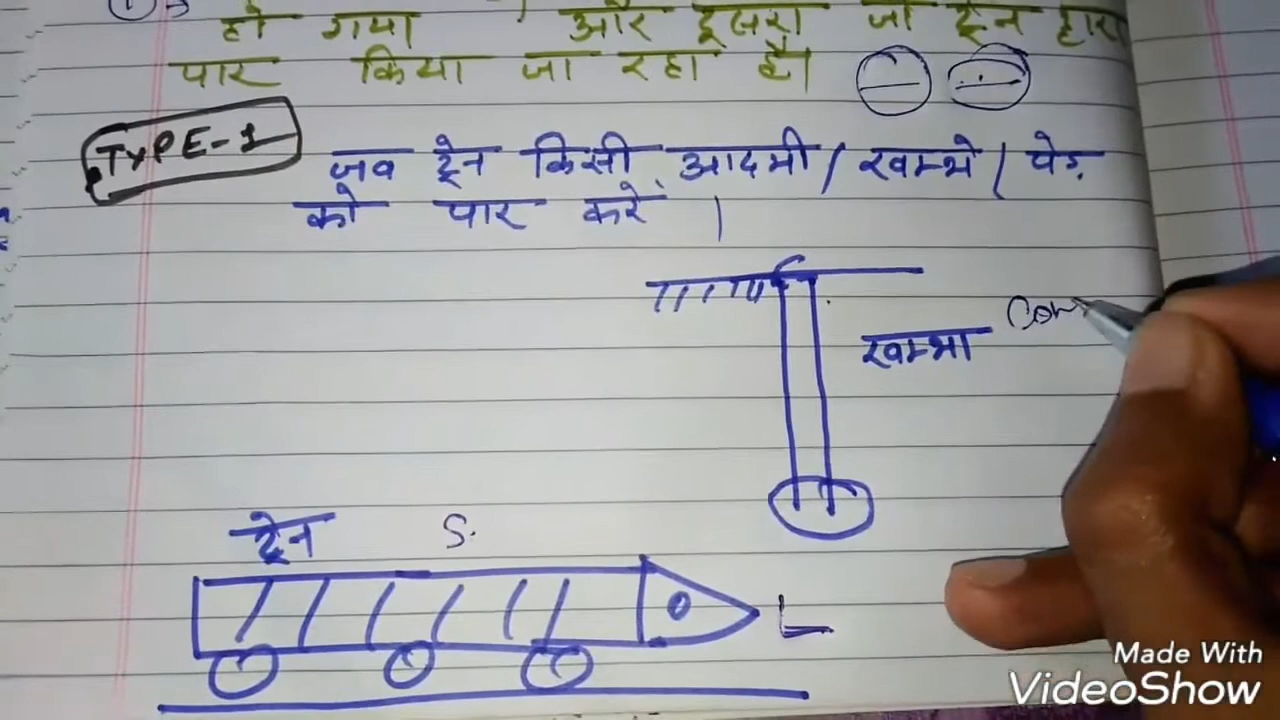 हो गया और दूसरा जो ट्रेन द्वारा
पार किया जा रहा है।
TYPE-1
जब ट्रेन किसी आदमी / खम्भे / पेड़
को पार करे |
खम्भा
ट्रेन S.
L
Made With
VideoShow